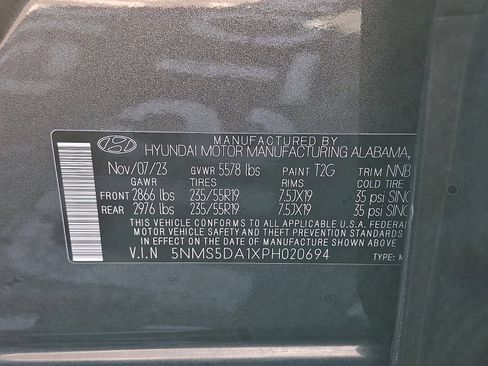 MANUFACTURED BY
HYUNDAI MOTOR MANUFACTURING ALABAMA,
Nov/07/23 GVWR 5578 lbs PAINT T2G TRIM NNB
GAWR TIRES RIMS COLD TIRE
FRONT 2866 lbs 235/55R19 7.5JX19 35 psi SING
REAR 2976 lbs 235/55R19 7.5JX19 35 psi SING
THIS VEHICLE CONFORMS TO ALL APPLICABLE U.S.A. FEDERAL
MOTOR VEHICLE SAFETY AND THEFT PREVENTION STANDARDS
IN EFFECT ON THE DATE OF MANUFACTURE SHOWN ABOVE.
V.I.N 5NMS5DA1XPH020694 TYPE: M